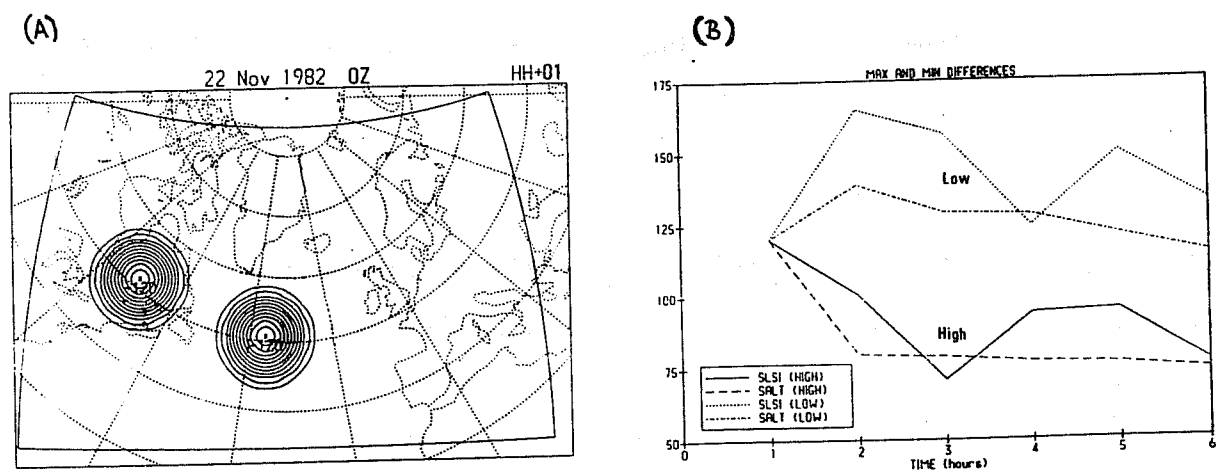 (A)
22 Nov 1982 0Z HH+01
(B)
MAX AND MIN DIFFERENCES
175
150
125
100
75
50
Low
High
SLSI (HIGH)
SALT (HIGH)
SLSI (LOW)
SALT (LOW)
0 1 2 3 4 5 6
TIME (hours)